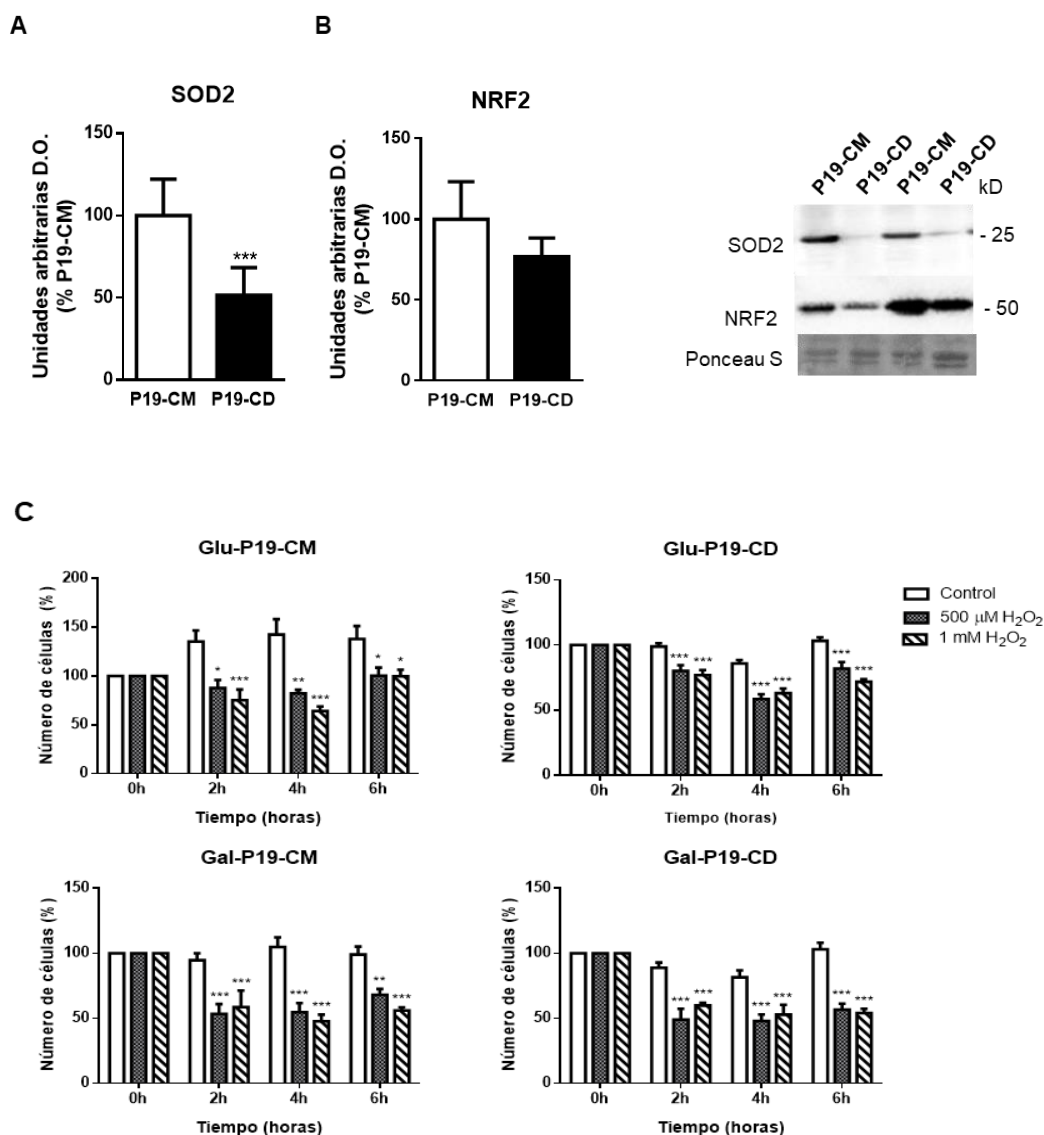 A
B
SOD2
Unidades arbitrarias D.O.
(% P19-CM)
150
100
50
0
***
P19-CM P19-CD
NRF2
Unidades arbitrarias D.O.
(% P19-CM)
150
100
50
0
P19-CM P19-CD
P19-CM P19-CD P19-CM P19-CD
kD
SOD2
- 25
NRF2
- 50
Ponceau S
C
Glu-P19-CM
Número de células (%)
200
150
100
50
0
* ***
** ***
* *
0h 2h 4h 6h
Tiempo (horas)
Glu-P19-CD
Número de células (%)
150
100
50
0
*** ***
*** ***
*** ***
0h 2h 4h 6h
Tiempo (horas)
Control
500 μM H₂O₂
1 mM H₂O₂
Gal-P19-CM
Número de células (%)
150
100
50
0
*** ***
*** ***
** ***
0h 2h 4h 6h
Tiempo (horas)
Gal-P19-CD
Número de células (%)
150
100
50
0
*** ***
*** ***
*** ***
0h 2h 4h 6h
Tiempo (horas)